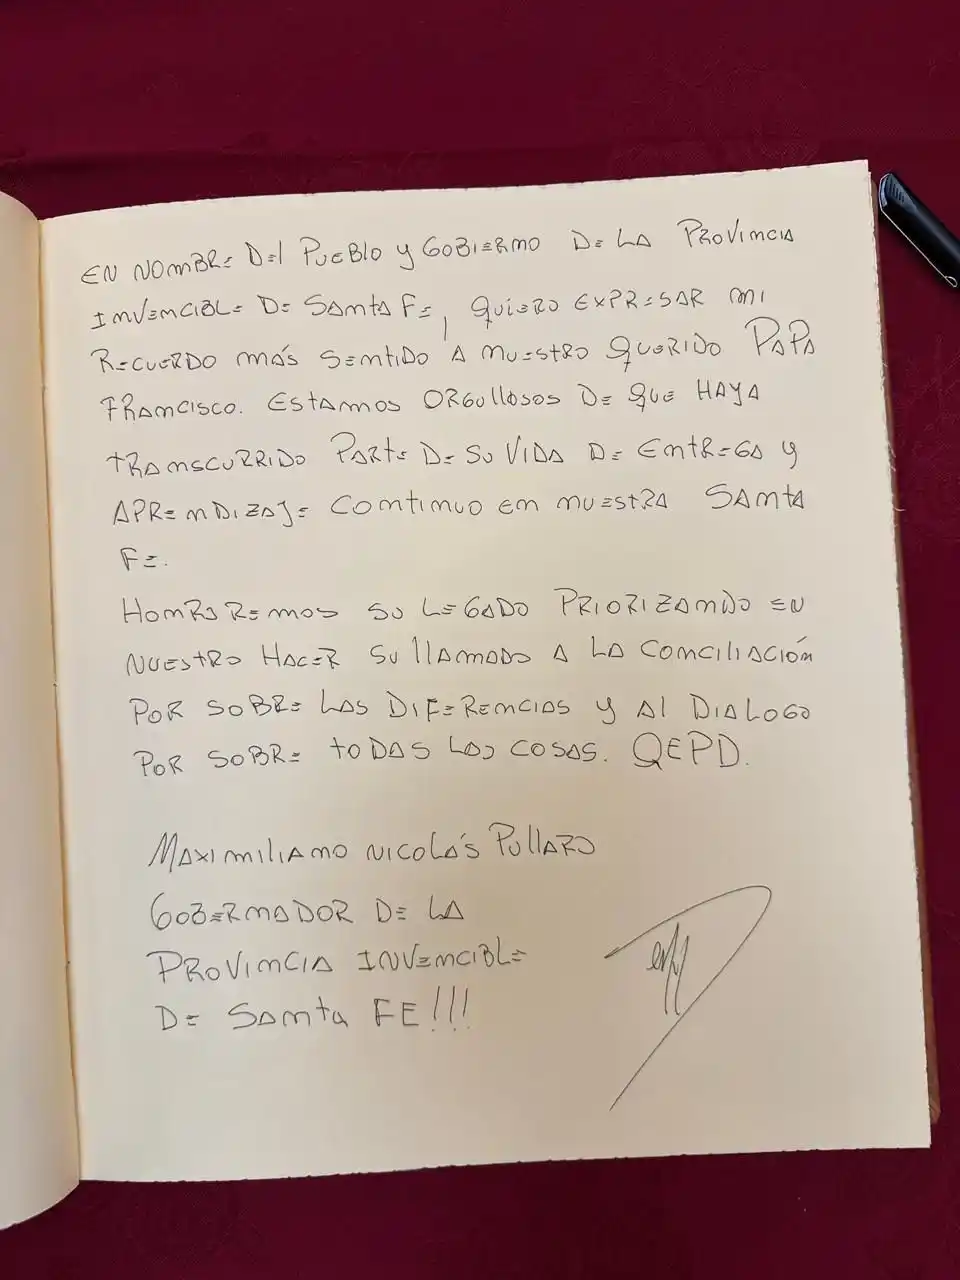 EN NOMBRE DEL PUEBLO Y GOBIERNO DE LA PROVINCIA
INVENCIBLE DE SANTA FE, QUIERO EXPRESAR MI
RECUERDO MÁS SENTIDO A NUESTRO QUERIDO PAPA
FRANCISCO. ESTAMOS ORGULLOSOS DE QUE HAYA
TRANSCURRIDO PARTE DE SU VIDA DE ENTREGA Y
APRENDIZAJE CONTINUO EN NUESTRA SANTA
FE.
HONRAREMOS SU LEGADO PRIORIZANDO EN
NUESTRO HACER SU LLAMADO A LA CONCILIACIÓN
POR SOBRE LAS DIFERENCIAS Y AL DIALOGO
POR SOBRE TODAS LAS COSAS. QEPD.
MAXIMILIANO NICOLÁS PULLARO
GOBERNADOR DE LA
PROVINCIA INVENCIBLE
DE SANTA FE!!!